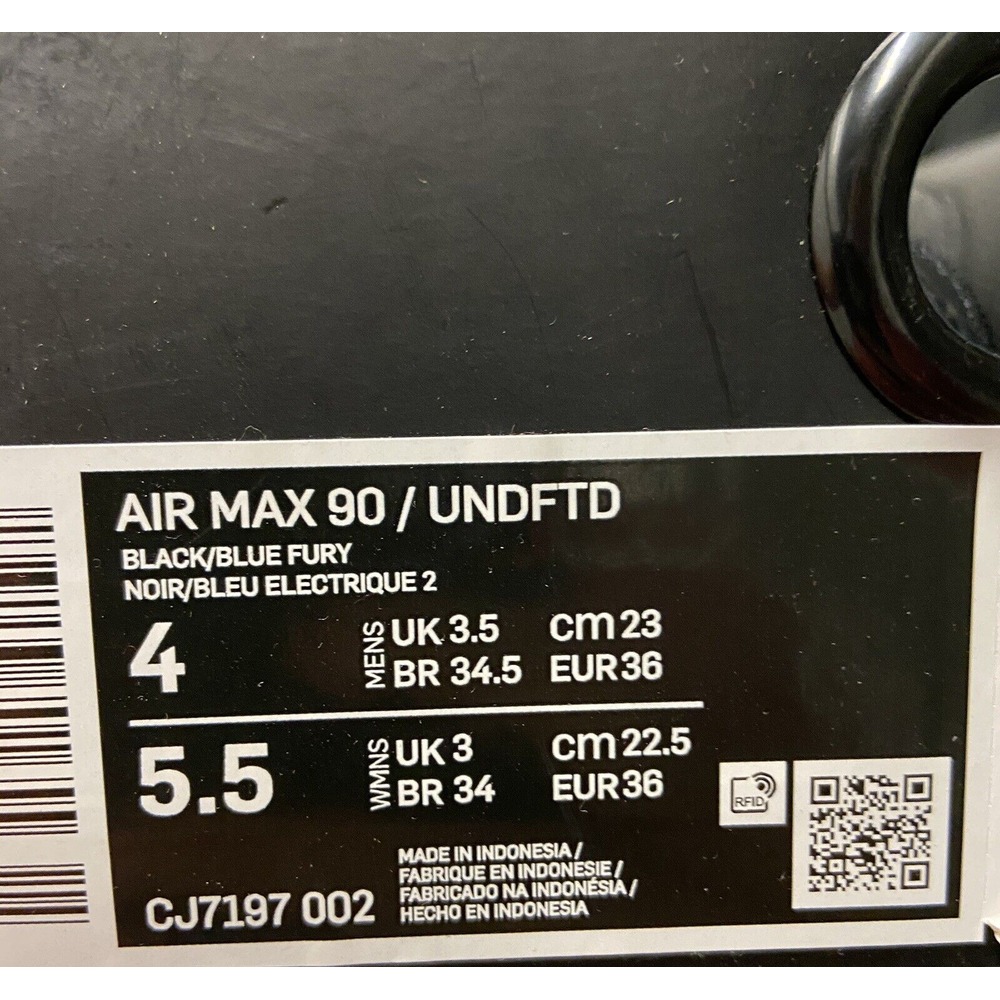 AIR MAX 90 / UNDFTD
BLACK/BLUE FURY
NOIR/BLEU ELECTRIQUE 2
4 MENS UK 3.5 cm 23
BR 34.5 EUR 36
5.5 WMNS UK 3 cm 22.5
BR 34 EUR 36
RFID
MADE IN INDONESIA /
FABRIQUE EN INDONESIE /
FABRICADO NA INDONÉSIA /
HECHO EN INDONESIA
CJ7197 002